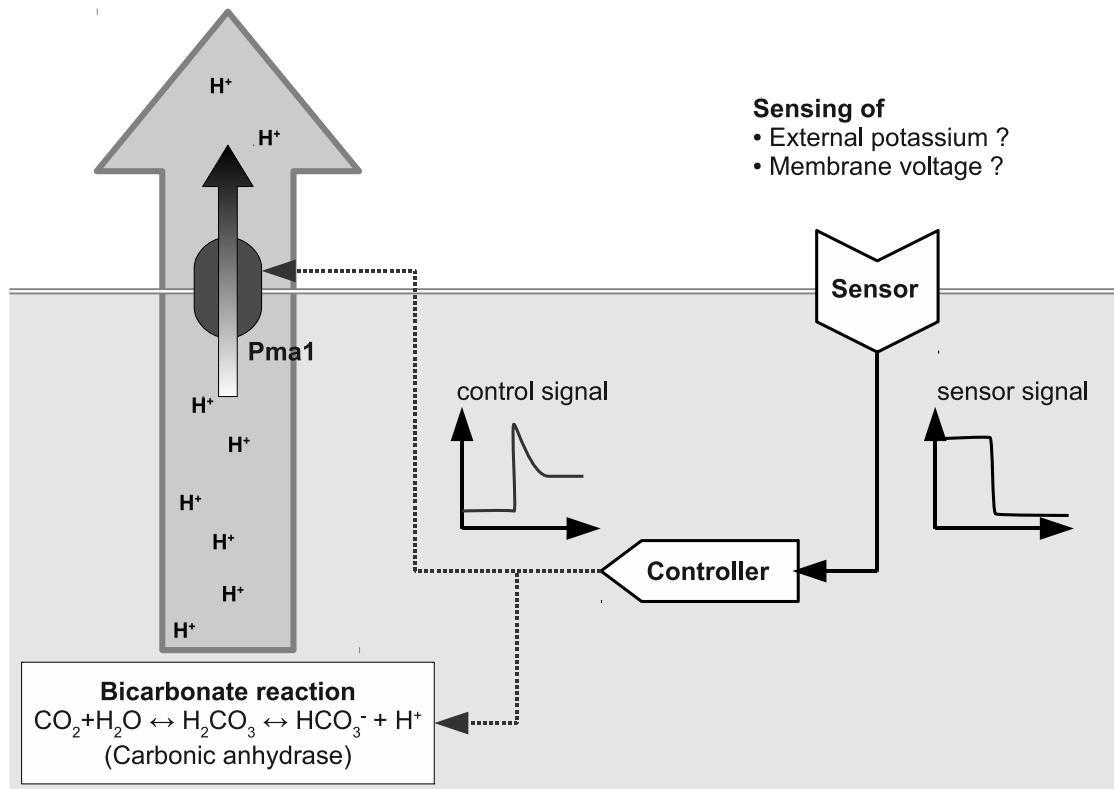 H⁺
H⁺
Sensing of
• External potassium ?
• Membrane voltage ?
Sensor
Pma1
H⁺
control signal
sensor signal
H⁺
H⁺
H⁺
Controller
H⁺
H⁺
Bicarbonate reaction
CO₂+H₂O ↔ H₂CO₃ ↔ HCO₃⁻ + H⁺
(Carbonic anhydrase)